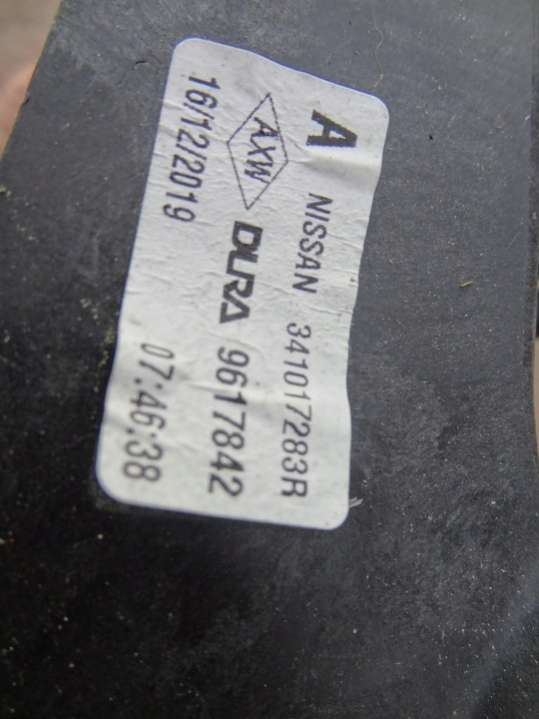 A NISSAN 341017283R
AXW DURA 9617842
16/12/2019 07:46:38